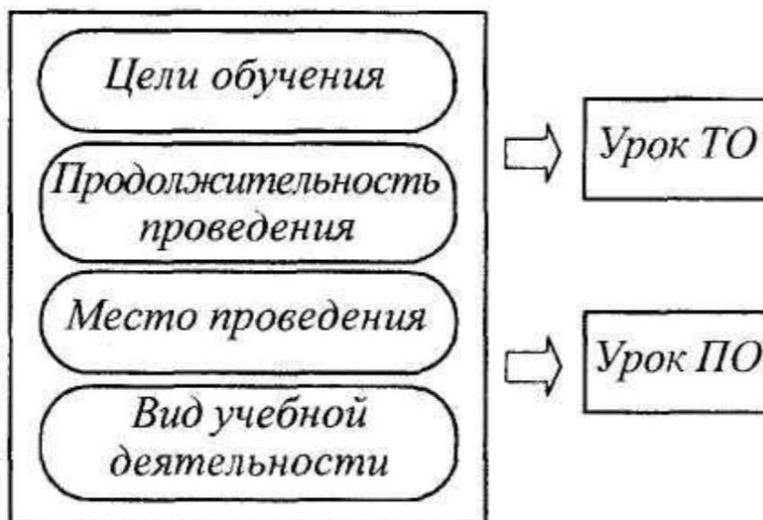 Цели обучения
Продолжительность
проведения
Место проведения
Вид учебной
деятельности
Урок ТО
Урок ПО